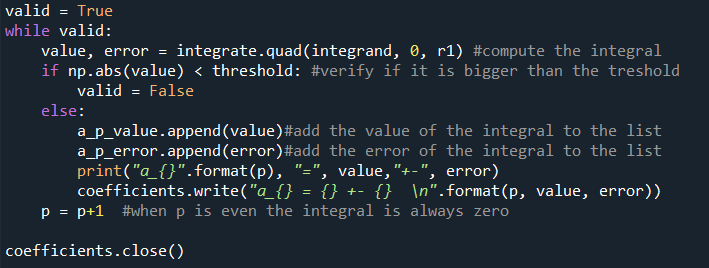 valid = True
while valid:
    value, error = integrate.quad(integrand, 0, r1) #compute the integral
    if np.abs(value) < threshold: #verify if it is bigger than the treshold
        valid = False
    else:
        a_p_value.append(value)#add the value of the integral to the list
        a_p_error.append(error)#add the error of the integral to the list
        print("a_{}".format(p), "=", value,"+-", error)
        coefficients.write("a_{} = {} +- {}  \n".format(p, value, error))
    p = p+1  #when p is even the integral is always zero
coefficients.close()